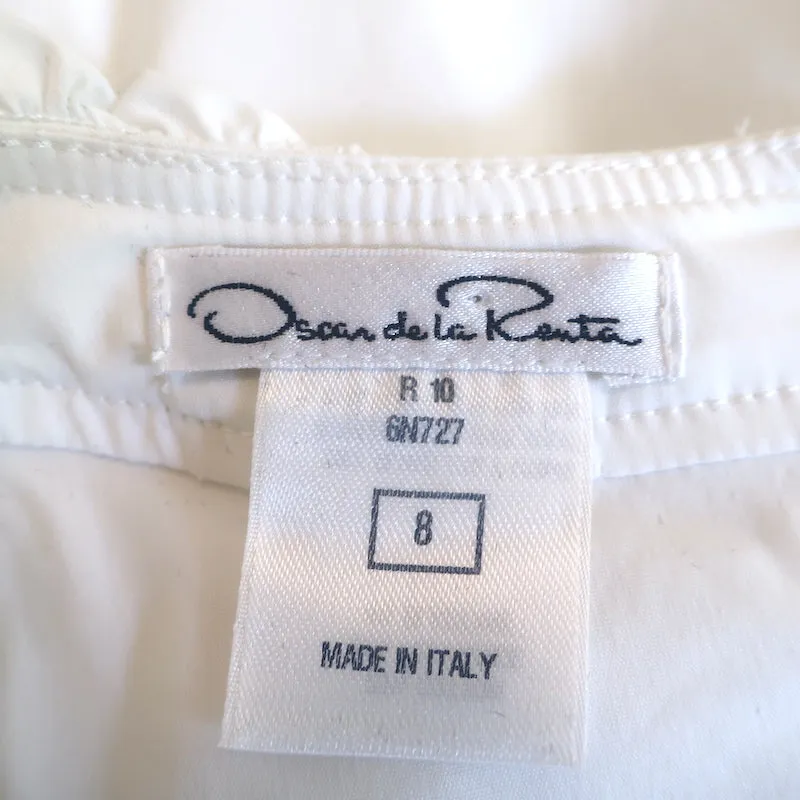 Oscar de la Renta
R 10
6N727
8
MADE IN ITALY